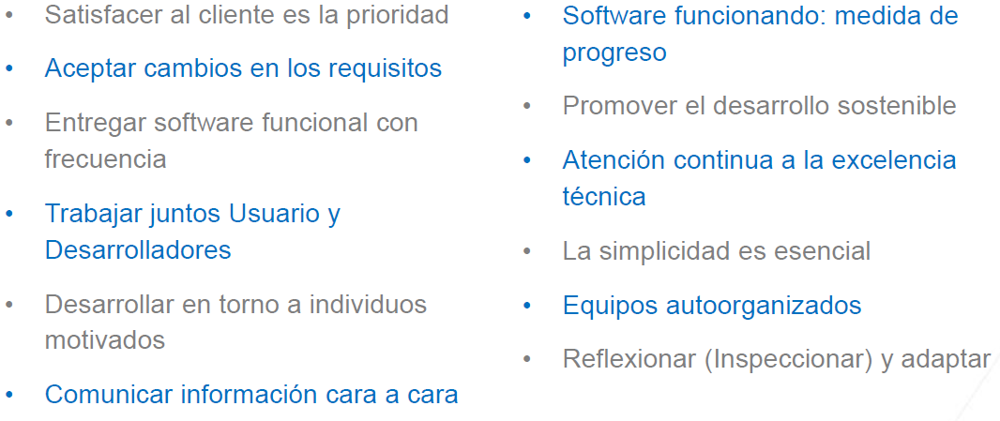 • Satisfacer al cliente es la prioridad
• Aceptar cambios en los requisitos
• Entregar software funcional con
frecuencia
• Trabajar juntos Usuario y
Desarrolladores
• Desarrollar en torno a individuos
motivados
• Comunicar información cara a cara
• Software funcionando: medida de
progreso
• Promover el desarrollo sostenible
• Atención continua a la excelencia
técnica
• La simplicidad es esencial
• Equipos autoorganizados
• Reflexionar (Inspeccionar) y adaptar